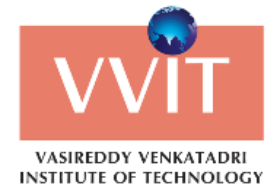 VVIT
VASIREDDY VENKATADRI
INSTITUTE OF TECHNOLOGY